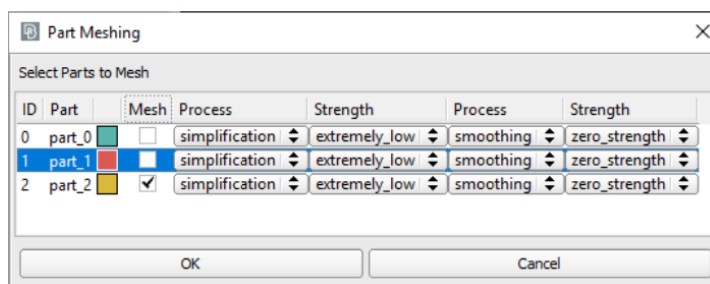 Part Meshing
Select Parts to Mesh
ID Part Mesh Process Strength Process Strength
0 part_0 simplification extremely_low smoothing zero_strength
1 part_1 simplification extremely_low smoothing zero_strength
2 part_2 simplification extremely_low smoothing zero_strength
OK Cancel